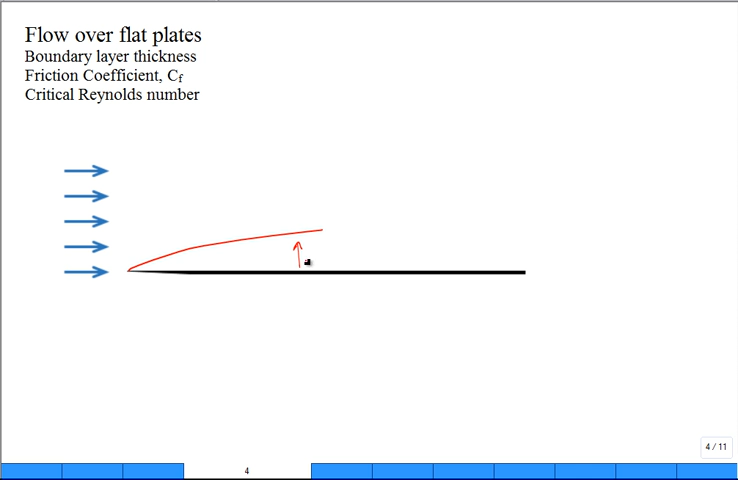 Flow over flat plates
Boundary layer thickness
Friction Coefficient, Cf
Critical Reynolds number
4 / 11
4